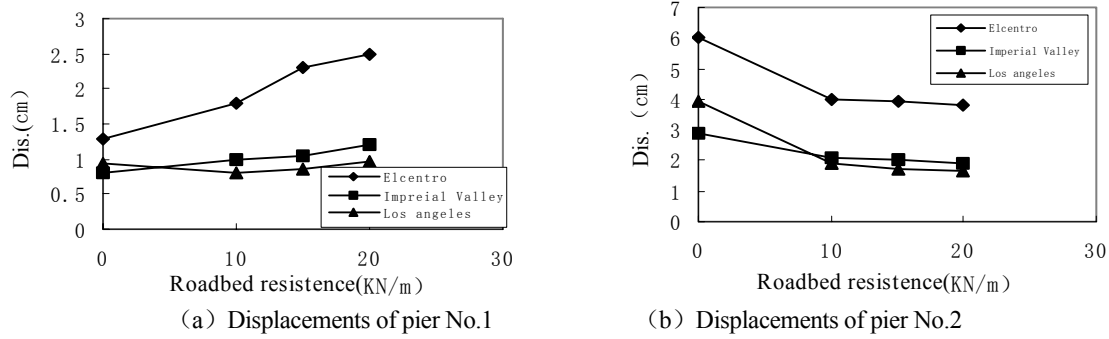 3
2.5
2
1.5
1
0.5
0
Dis.(cm)
0 10 20 30
Roadbed resistence(KN/m)
Elcentro
Impreial Valley
Los angeles
（a）Displacements of pier No.1
7
6
5
4
3
2
1
0
Dis.（cm）
0 10 20 30
Roadbed resistence(KN/m)
Elcentro
Imperial Valley
Los angeles
（b）Displacements of pier No.2